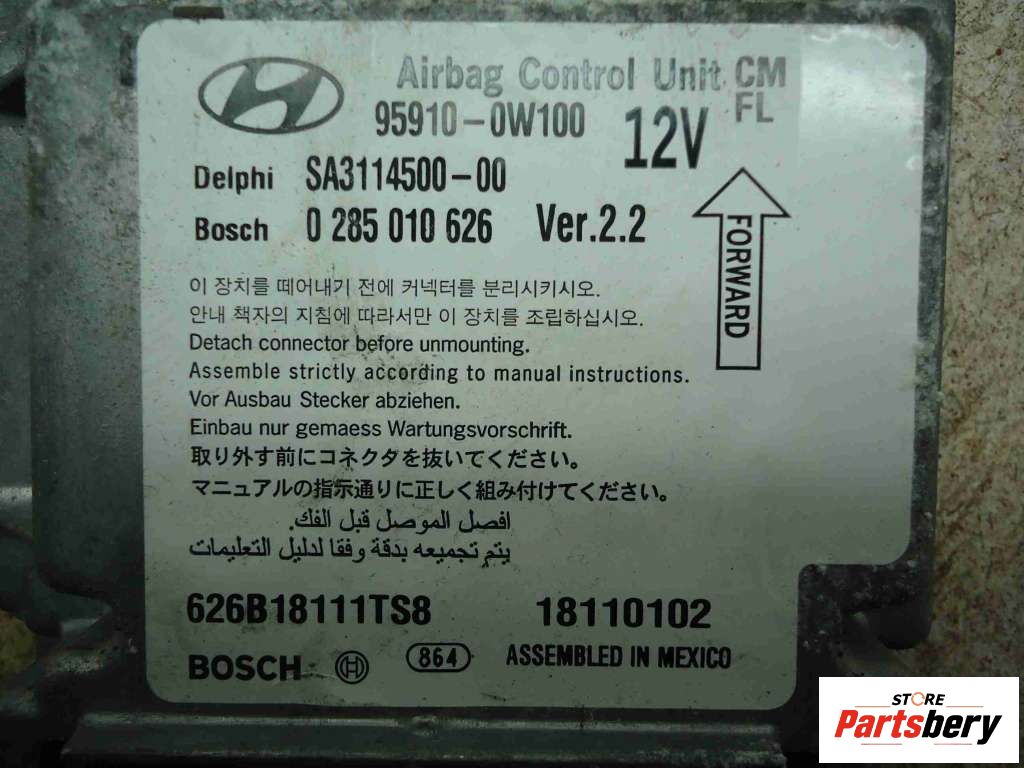 Airbag Control Unit CM
FL
95910-0W100
12V
Delphi SA3114500-00
Bosch 0 285 010 626 Ver.2.2
FORWARD
이 장치를 떼어내기 전에 커넥터를 분리시키시오.
안내 책자의 지침에 따라서만 이 장치를 조립하십시오.
Detach connector before unmounting.
Assemble strictly according to manual instructions.
Vor Ausbau Stecker abziehen.
Einbau nur gemaess Wartungsvorschrift.
取り外す前にコネクタを抜いてください。
マニュアルの指示通りに正しく組み付けてください。
افصل الموصل قبل الفك.
يتم تجميعه بدقة وفقا لدليل التعليمات
626B18111TS8 18110102
BOSCH 864 ASSEMBLED IN MEXICO
STORE
Partsbery